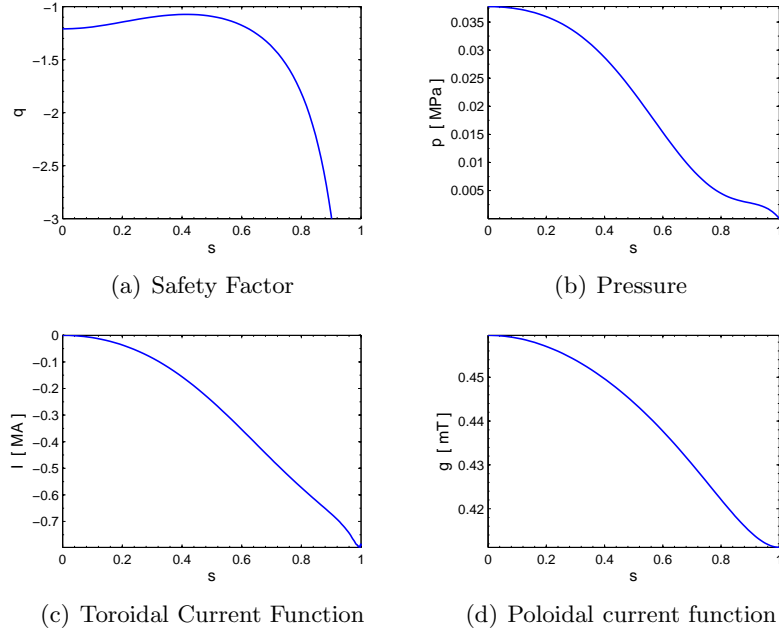 −1
−1.5
−2
−2.5
−3
q
0 0.2 0.4 0.6 0.8 1
s
(a) Safety Factor
0.035
0.03
0.025
0.02
0.015
0.01
0.005
p [ MPa]
0 0.2 0.4 0.6 0.8 1
s
(b) Pressure
0
−0.1
−0.2
−0.3
−0.4
−0.5
−0.6
−0.7
I [ MA]
0 0.2 0.4 0.6 0.8 1
s
(c) Toroidal Current Function
0.45
0.44
0.43
0.42
g [ mT]
0 0.2 0.4 0.6 0.8 1
s
(d) Poloidal current function